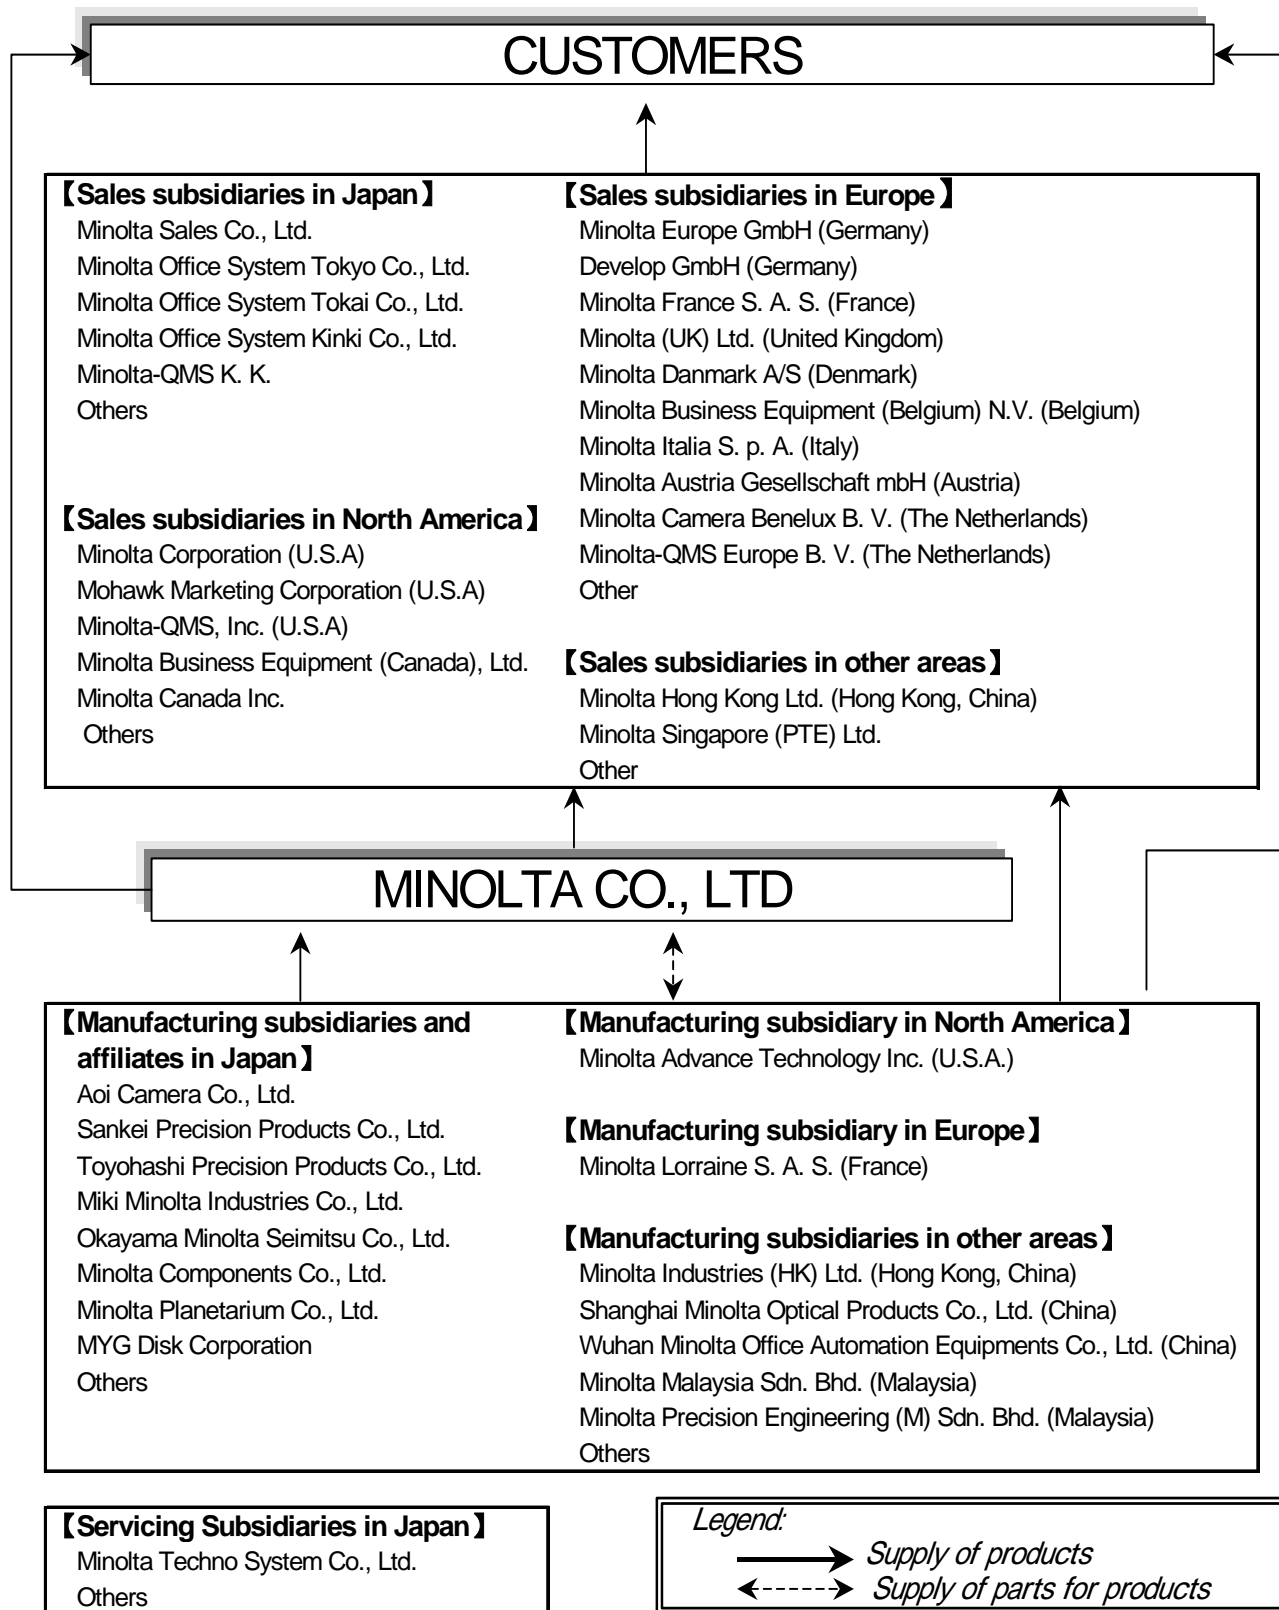 CUSTOMERS
【Sales subsidiaries in Japan】
Minolta Sales Co., Ltd.
Minolta Office System Tokyo Co., Ltd.
Minolta Office System Tokai Co., Ltd.
Minolta Office System Kinki Co., Ltd.
Minolta-QMS K. K.
Others
【Sales subsidiaries in North America】
Minolta Corporation (U.S.A)
Mohawk Marketing Corporation (U.S.A)
Minolta-QMS, Inc. (U.S.A)
Minolta Business Equipment (Canada), Ltd.
Minolta Canada Inc.
Others
【Sales subsidiaries in Europe】
Minolta Europe GmbH (Germany)
Develop GmbH (Germany)
Minolta France S. A. S. (France)
Minolta (UK) Ltd. (United Kingdom)
Minolta Danmark A/S (Denmark)
Minolta Business Equipment (Belgium) N.V. (Belgium)
Minolta Italia S. p. A. (Italy)
Minolta Austria Gesellschaft mbH (Austria)
Minolta Camera Benelux B. V. (The Netherlands)
Minolta-QMS Europe B. V. (The Netherlands)
Other
【Sales subsidiaries in other areas】
Minolta Hong Kong Ltd. (Hong Kong, China)
Minolta Singapore (PTE) Ltd.
Other
MINOLTA CO., LTD
【Manufacturing subsidiaries and
affiliates in Japan】
Aoi Camera Co., Ltd.
Sankei Precision Products Co., Ltd.
Toyohashi Precision Products Co., Ltd.
Miki Minolta Industries Co., Ltd.
Okayama Minolta Seimitsu Co., Ltd.
Minolta Components Co., Ltd.
Minolta Planetarium Co., Ltd.
MYG Disk Corporation
Others
【Manufacturing subsidiary in North America】
Minolta Advance Technology Inc. (U.S.A.)
【Manufacturing subsidiary in Europe】
Minolta Lorraine S. A. S. (France)
【Manufacturing subsidiaries in other areas】
Minolta Industries (HK) Ltd. (Hong Kong, China)
Shanghai Minolta Optical Products Co., Ltd. (China)
Wuhan Minolta Office Automation Equipments Co., Ltd. (China)
Minolta Malaysia Sdn. Bhd. (Malaysia)
Minolta Precision Engineering (M) Sdn. Bhd. (Malaysia)
Others
【Servicing Subsidiaries in Japan】
Minolta Techno System Co., Ltd.
Others
Legend:
Supply of products
Supply of parts for products